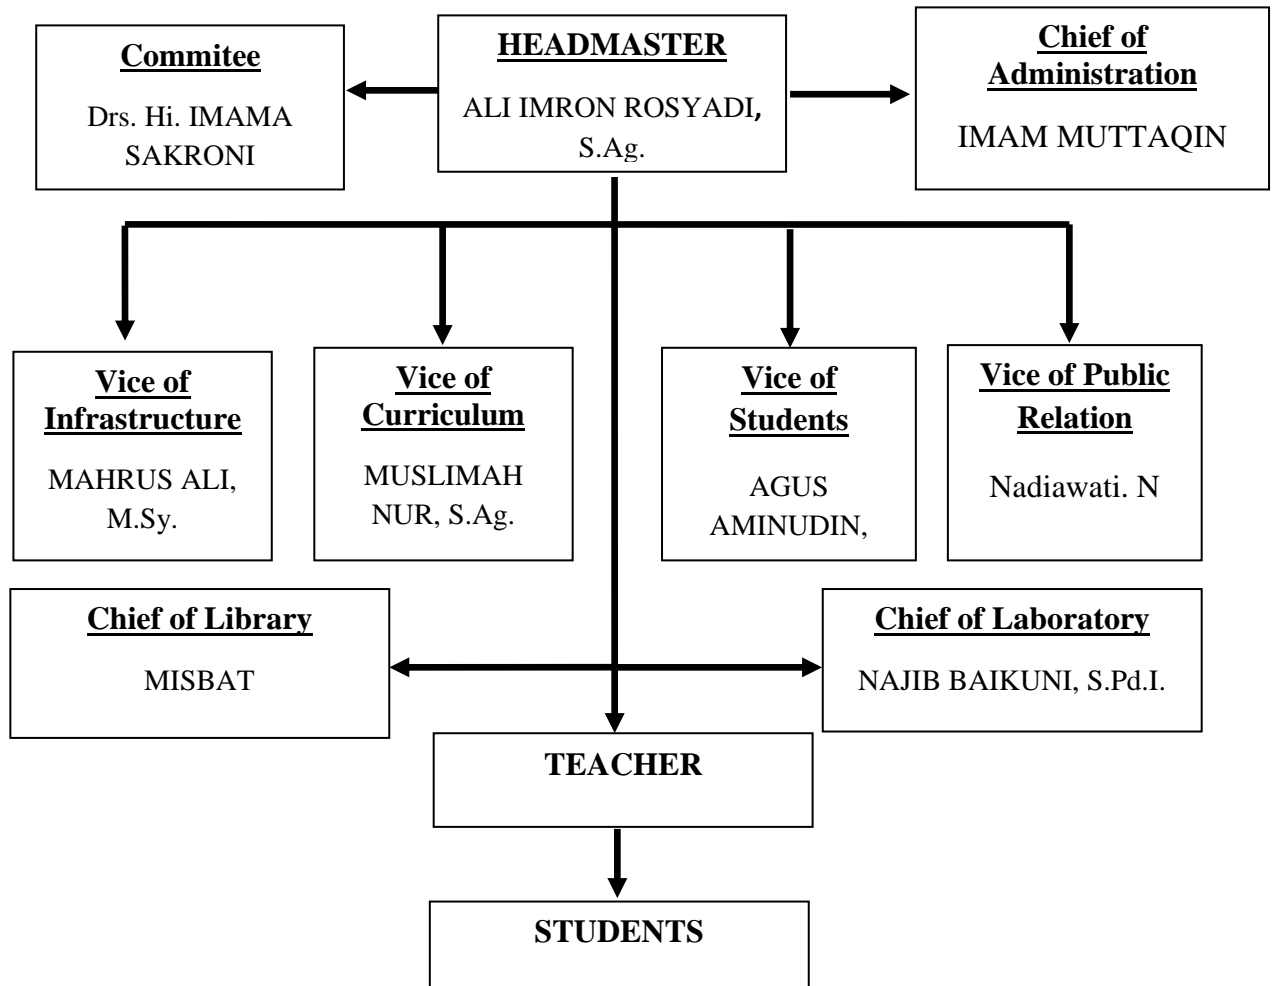 Commitee
Drs. Hi. IMAMA
SAKRONI
HEADMASTER
ALI IMRON ROSYADI,
S.Ag.
Chief of
Administration
IMAM MUTTAQIN
Vice of
Infrastructure
MAHRUS ALI,
M.Sy.
Vice of
Curriculum
MUSLIMAH
NUR, S.Ag.
Vice of
Students
AGUS
AMINUDIN,
Vice of Public
Relation
Nadiawati. N
Chief of Library
MISBAT
Chief of Laboratory
NAJIB BAIKUNI, S.Pd.I.
TEACHER
STUDENTS